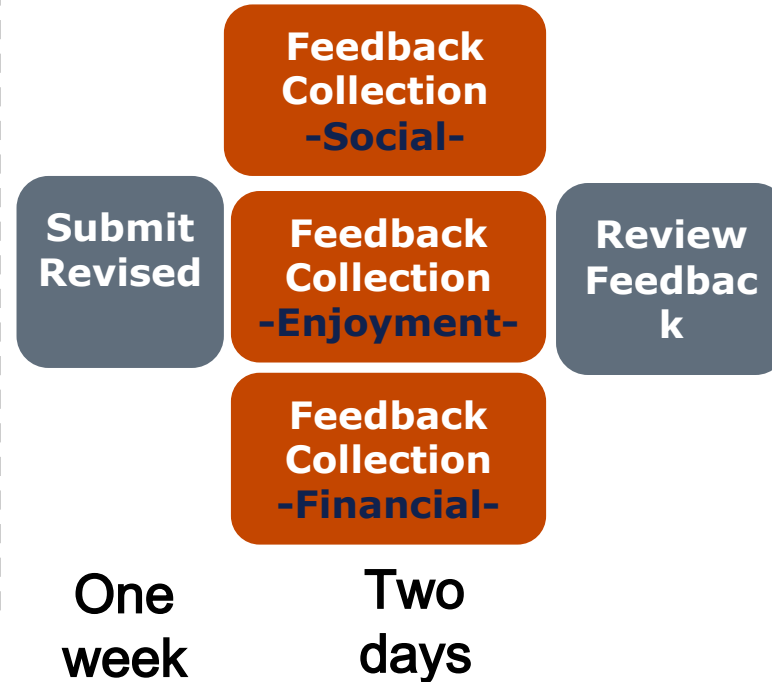 Feedback
Collection
-Social-
Submit
Revised
Feedback
Collection
-Enjoyment-
Review
Feedbac
k
Feedback
Collection
-Financial-
One
week
Two
days